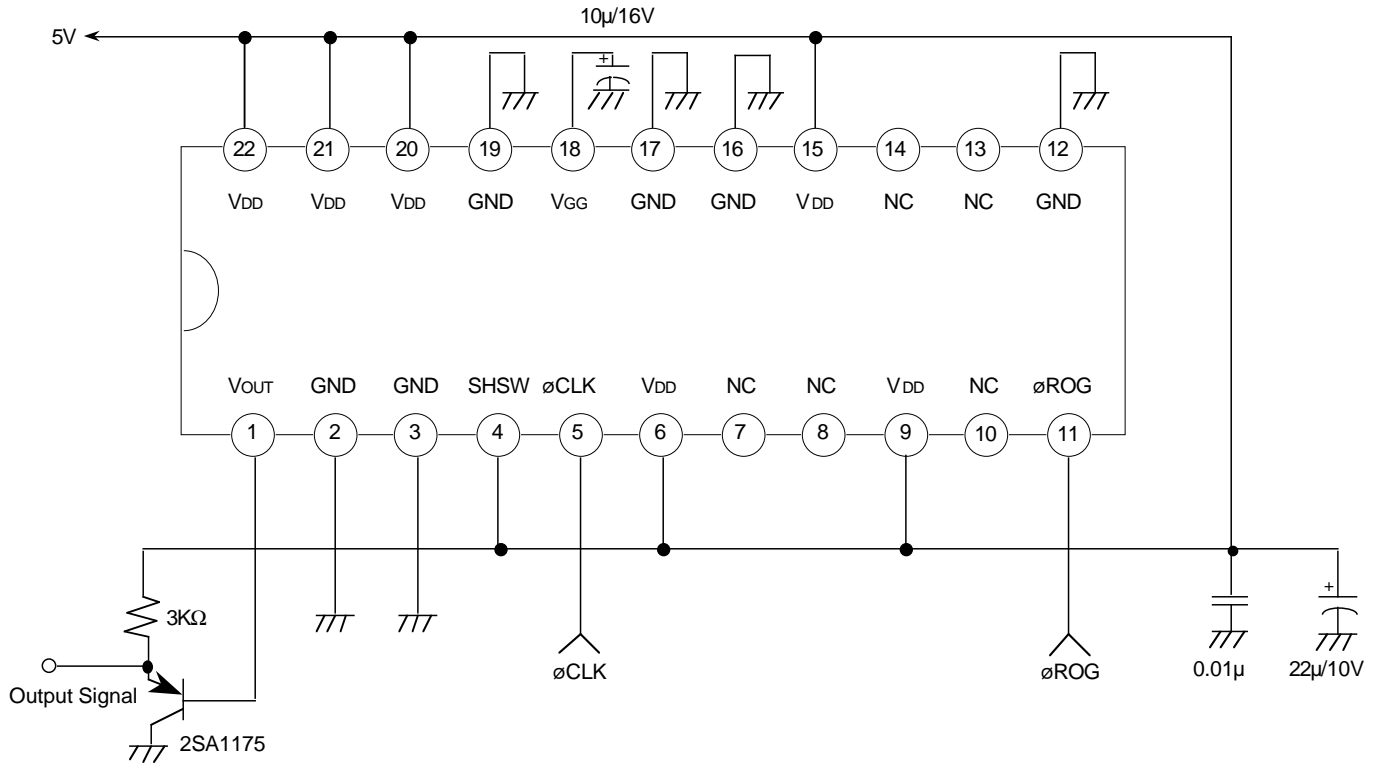 10µ/16V
5V
+
22 21 20 19 18 17 16 15 14 13 12
VDD VDD VDD GND VGG GND GND VDD NC NC GND
VOUT GND GND SHSW øCLK VDD NC NC VDD NC øROG
1 2 3 4 5 6 7 8 9 10 11
+
3KΩ
øCLK øROG 0.01µ 22µ/10V
Output Signal
2SA1175